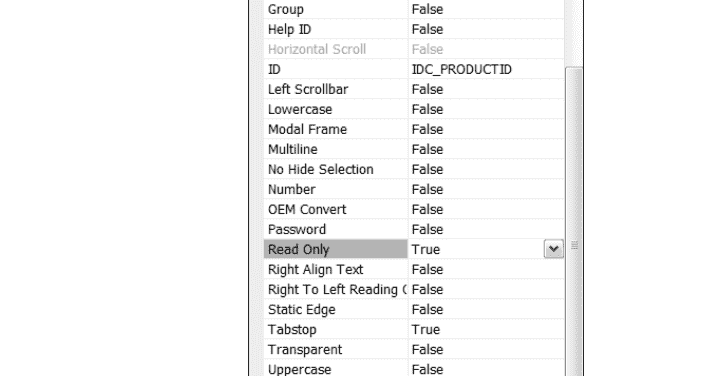 Group False
Help ID False
Horizontal Scroll False
ID IDC_PRODUCTID
Left Scrollbar False
Lowercase False
Modal Frame False
Multiline False
No Hide Selection False
Number False
OEM Convert False
Password False
Read Only True
Right Align Text False
Right To Left Reading False
Static Edge False
Tabstop True
Transparent False
Uppercase False